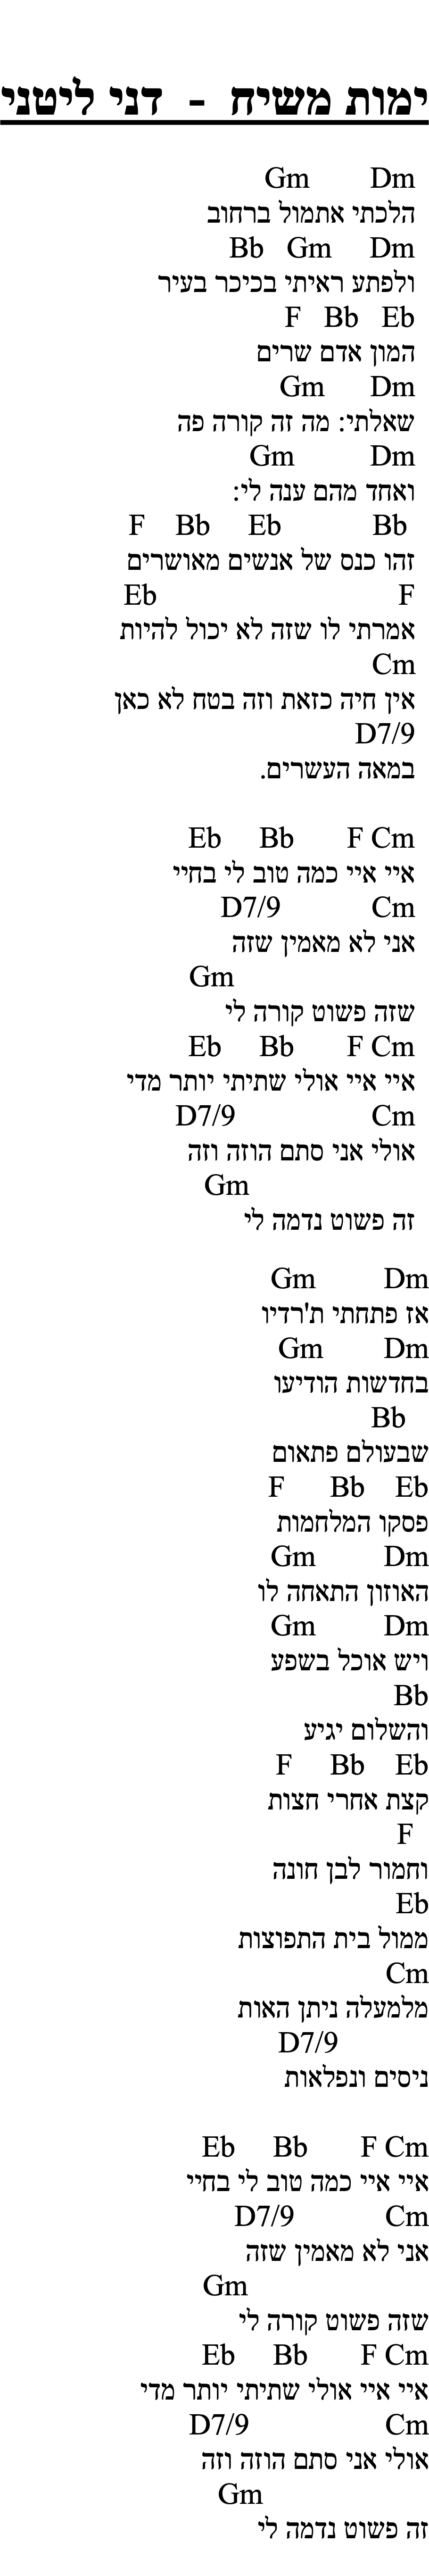 ימות משיח - דני ליטני
Gm Dm
הלכתי אתמול ברחוב
Bb Gm Dm
ולפתע ראיתי בכיכר בעיר
F Bb Eb
המון אדם שרים
Gm Dm
שאלתי: מה זה קורה פה
Gm Dm
ואחד מהם ענה לי:
F Bb Eb Bb
זהו כנס של אנשים מאושרים
Eb F
אמרתי לו שזה לא יכול להיות
Cm
אין חיה כזאת וזה בטח לא כאן
D7/9
במאה העשרים.
Eb Bb F Cm
איי איי כמה טוב לי בחיי
D7/9 Cm
אני לא מאמין שזה
Gm
שזה פשוט קורה לי
Eb Bb F Cm
איי איי אולי שתיתי יותר מדי
D7/9 Cm
אולי אני סתם הוזה וזה
Gm
זה פשוט נדמה לי
Gm Dm
אז פתחתי ת'רדיו
Gm Dm
בחדשות הודיעו
Bb
שבעולם פתאום
F Bb Eb
פסקו המלחמות
Gm Dm
האוזון התאחה לו
Gm Dm
ויש אוכל בשפע
Bb
והשלום יגיע
F Bb Eb
קצת אחרי חצות
F
וחמור לבן חונה
Eb
ממול בית התפוצות
Cm
מלמעלה ניתן האות
D7/9
ניסים ונפלאות
Eb Bb F Cm
איי איי כמה טוב לי בחיי
D7/9 Cm
אני לא מאמין שזה
Gm
שזה פשוט קורה לי
Eb Bb F Cm
איי איי אולי שתיתי יותר מדי
D7/9 Cm
אולי אני סתם הוזה וזה
Gm
זה פשוט נדמה לי